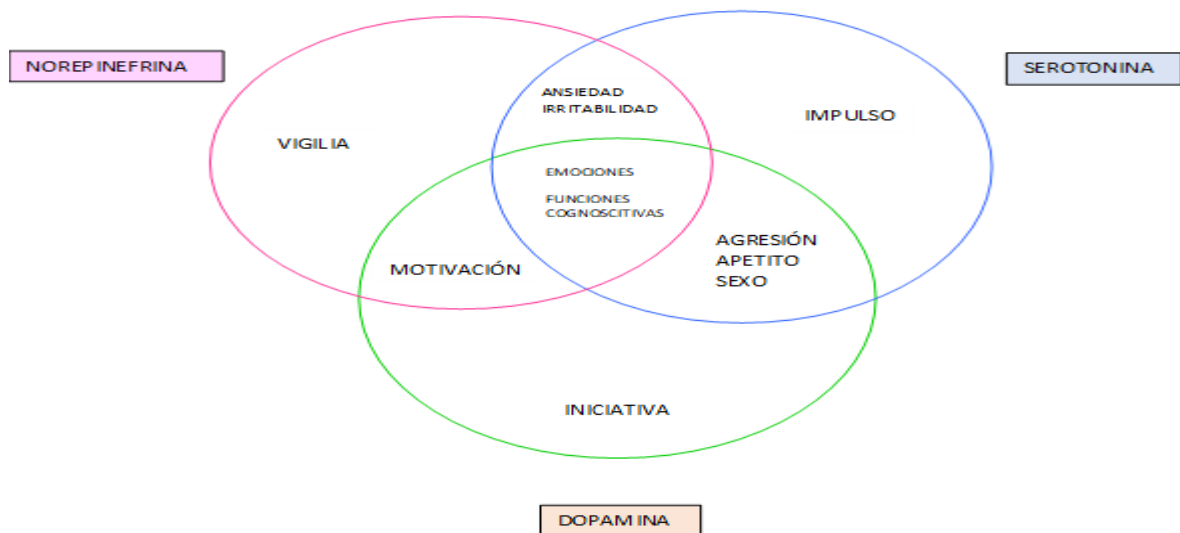 NOREPINEFRINA
SEROTONINA
ANSIEDAD
IRRITABILIDAD
IMPULSO
VIGILIA
EMOCIONES
FUNCIONES
COGNOSCITIVAS
MOTIVACIÓN
AGRESIÓN
APETITO
SEXO
INICIATIVA
DOPAMINA